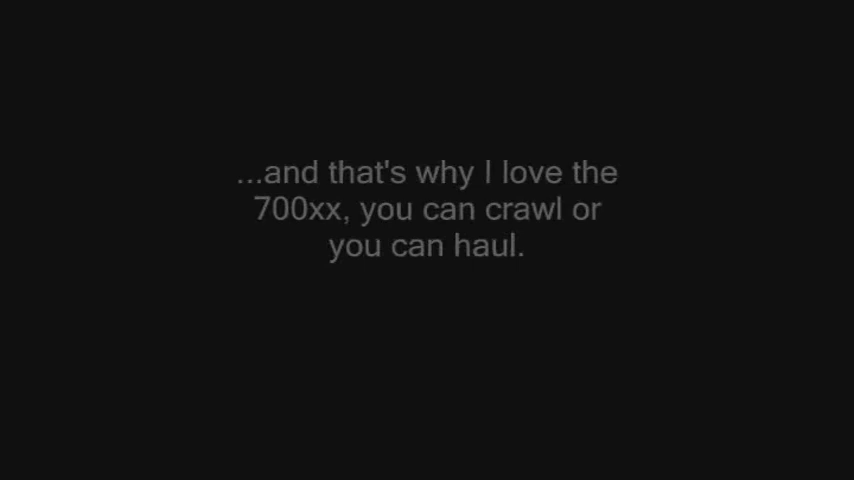 ...and that's why I love the
700xx, you can crawl or
you can haul.